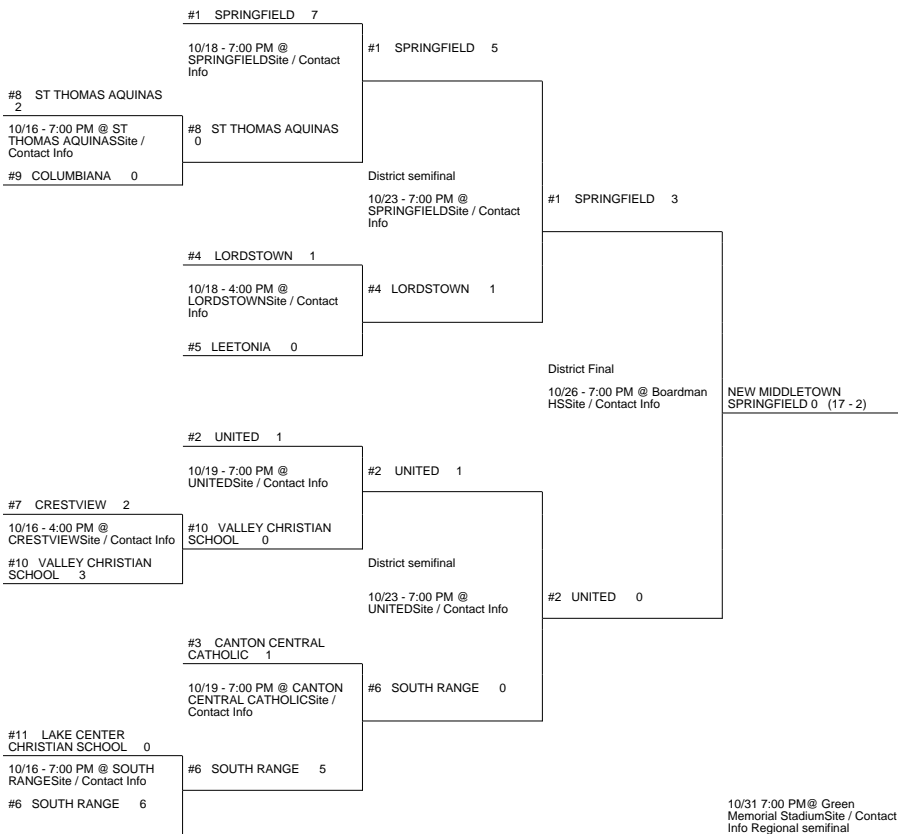 #1 SPRINGFIELD 7
10/18 - 7:00 PM @
SPRINGFIELDSite / Contact
Info
#1 SPRINGFIELD 5
#8 ST THOMAS AQUINAS
2
10/16 - 7:00 PM @ ST
THOMAS AQUINASSite /
Contact Info
#8 ST THOMAS AQUINAS
0
#9 COLUMBIANA 0
District semifinal
10/23 - 7:00 PM @
SPRINGFIELDSite / Contact
Info
#1 SPRINGFIELD 3
#4 LORDSTOWN 1
10/18 - 4:00 PM @
LORDSTOWNSite / Contact
Info
#4 LORDSTOWN 1
#5 LEETONIA 0
District Final
10/26 - 7:00 PM @ Boardman
HSSite / Contact Info
NEW MIDDLETOWN
SPRINGFIELD 0 (17 - 2)
#2 UNITED 1
10/19 - 7:00 PM @
UNITEDSite / Contact Info
#2 UNITED 1
#7 CRESTVIEW 2
10/16 - 4:00 PM @
CRESTVIEWSite / Contact Info
#10 VALLEY CHRISTIAN
SCHOOL 0
#10 VALLEY CHRISTIAN
SCHOOL 3
District semifinal
10/23 - 7:00 PM @
UNITEDSite / Contact Info
#2 UNITED 0
#3 CANTON CENTRAL
CATHOLIC 1
10/19 - 7:00 PM @ CANTON
CENTRAL CATHOLICSite /
Contact Info
#6 SOUTH RANGE 0
#11 LAKE CENTER
CHRISTIAN SCHOOL 0
10/16 - 7:00 PM @ SOUTH
RANGESite / Contact Info
#6 SOUTH RANGE 5
#6 SOUTH RANGE 6
10/31 7:00 PM@ Green
Memorial StadiumSite / Contact
Info Regional semifinal